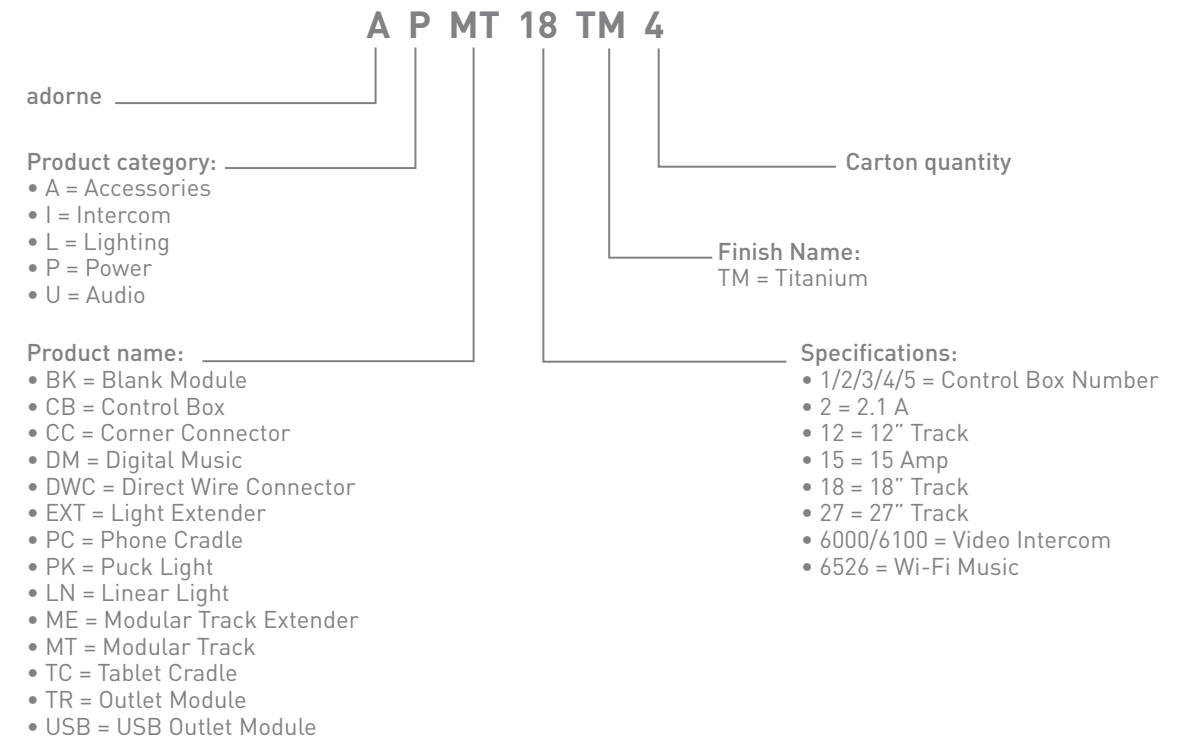 A P MT 18 TM 4
adorne
Product category:
• A = Accessories
• I = Intercom
• L = Lighting
• P = Power
• U = Audio
Carton quantity
Finish Name:
TM = Titanium
Product name:
• BK = Blank Module
• CB = Control Box
• CC = Corner Connector
• DM = Digital Music
• DWC = Direct Wire Connector
• EXT = Light Extender
• PC = Phone Cradle
• PK = Puck Light
• LN = Linear Light
• ME = Modular Track Extender
• MT = Modular Track
• TC = Tablet Cradle
• TR = Outlet Module
• USB = USB Outlet Module
Specifications:
• 1/2/3/4/5 = Control Box Number
• 2 = 2.1 A
• 12 = 12” Track
• 15 = 15 Amp
• 18 = 18” Track
• 27 = 27” Track
• 6000/6100 = Video Intercom
• 6526 = Wi-Fi Music